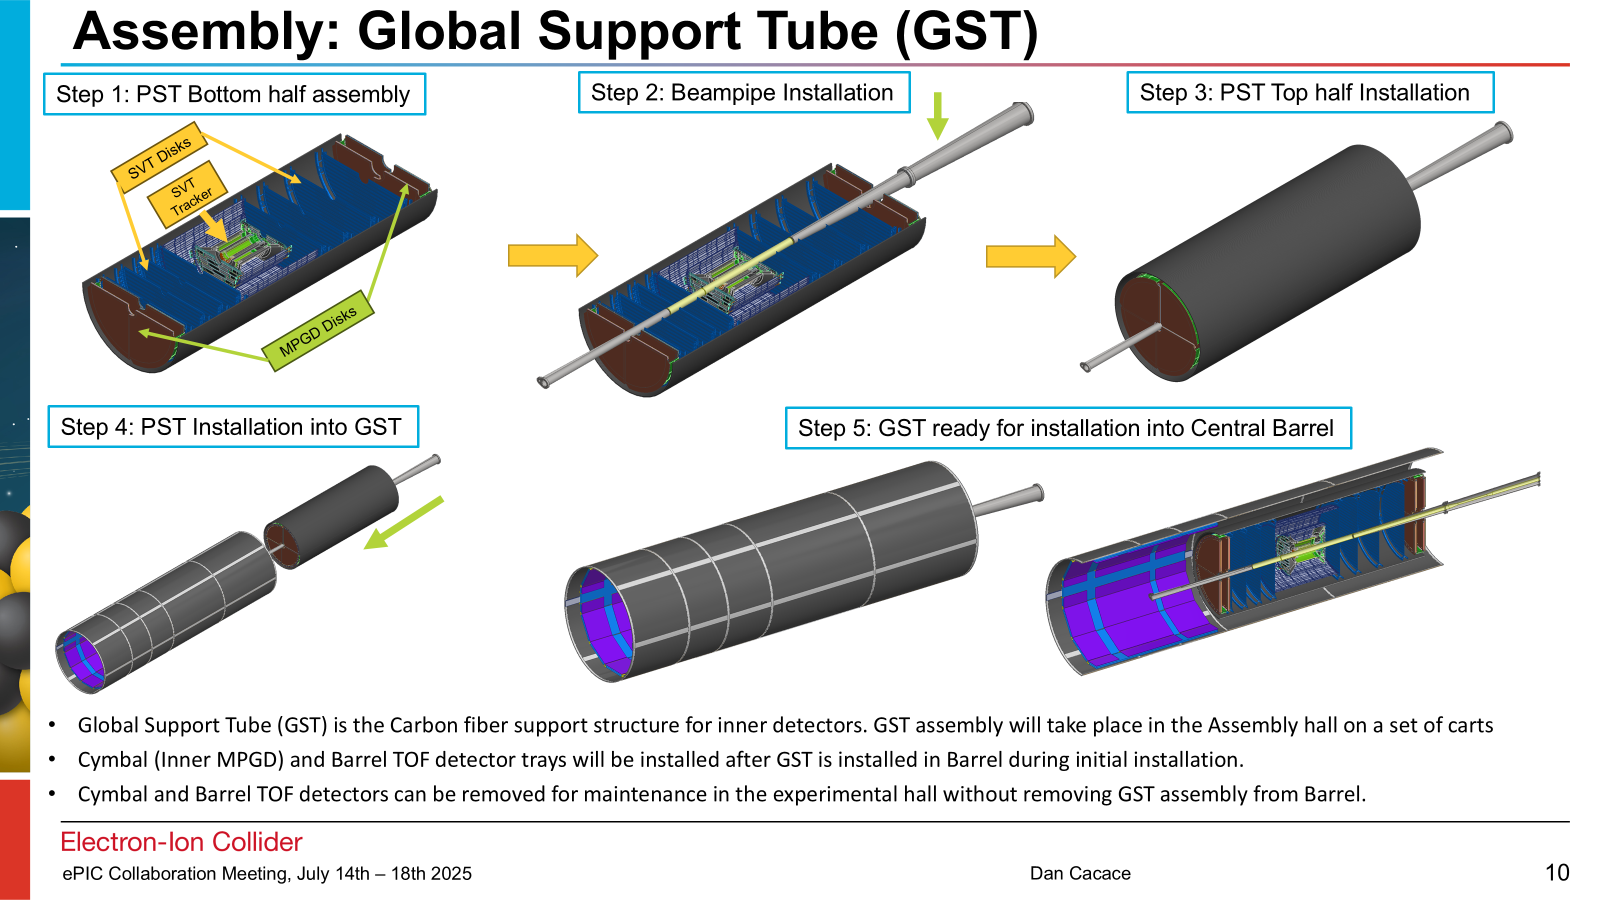 Assembly: Global Support Tube (GST)
Step 1: PST Bottom half assembly
Step 2: Beampipe Installation
Step 3: PST Top half Installation
SVT Disks
SVT
Tracker
MPGD Disks
Step 4: PST Installation into GST
Step 5: GST ready for installation into Central Barrel
• Global Support Tube (GST) is the Carbon fiber support structure for inner detectors. GST assembly will take place in the Assembly hall on a set of carts
• Cymbal (Inner MPGD) and Barrel TOF detector trays will be installed after GST is installed in Barrel during initial installation.
• Cymbal and Barrel TOF detectors can be removed for maintenance in the experimental hall without removing GST assembly from Barrel.
Electron-Ion Collider
ePIC Collaboration Meeting, July 14th – 18th 2025
Dan Cacace
10